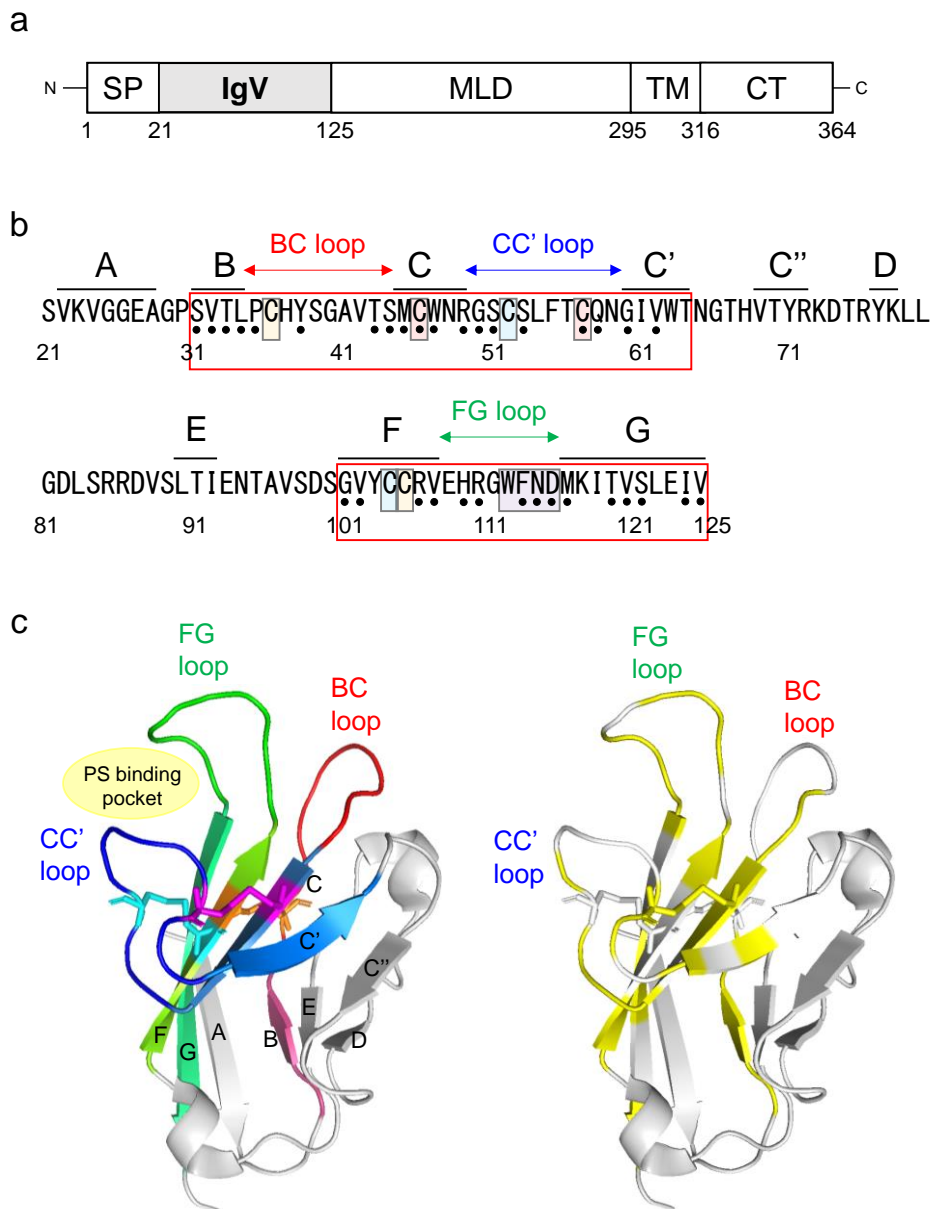 a
N
SP
IgV
MLD
TM
CT
C
1
21
125
295
316
364
b
BC loop
CC' loop
A
B
C
C'
C''
D
SVKVGGEAGPSVTLPCHYSGAVTSMCWNRGSCSLFTCQNGIVWTNGTHVTYRKDTRYKLL
21
31
41
51
61
71
FG loop
E
F
G
GDLSRRDVSLTIENTAVSDSGVYCCRVEHRGWFNDMKITVSLEIV
81
91
101
111
121
125
c
FG
loop
BC
loop
PS binding
pocket
CC'
loop
C
C'
C''
E
F
A
B
D
G
FG
loop
BC
loop
CC'
loop